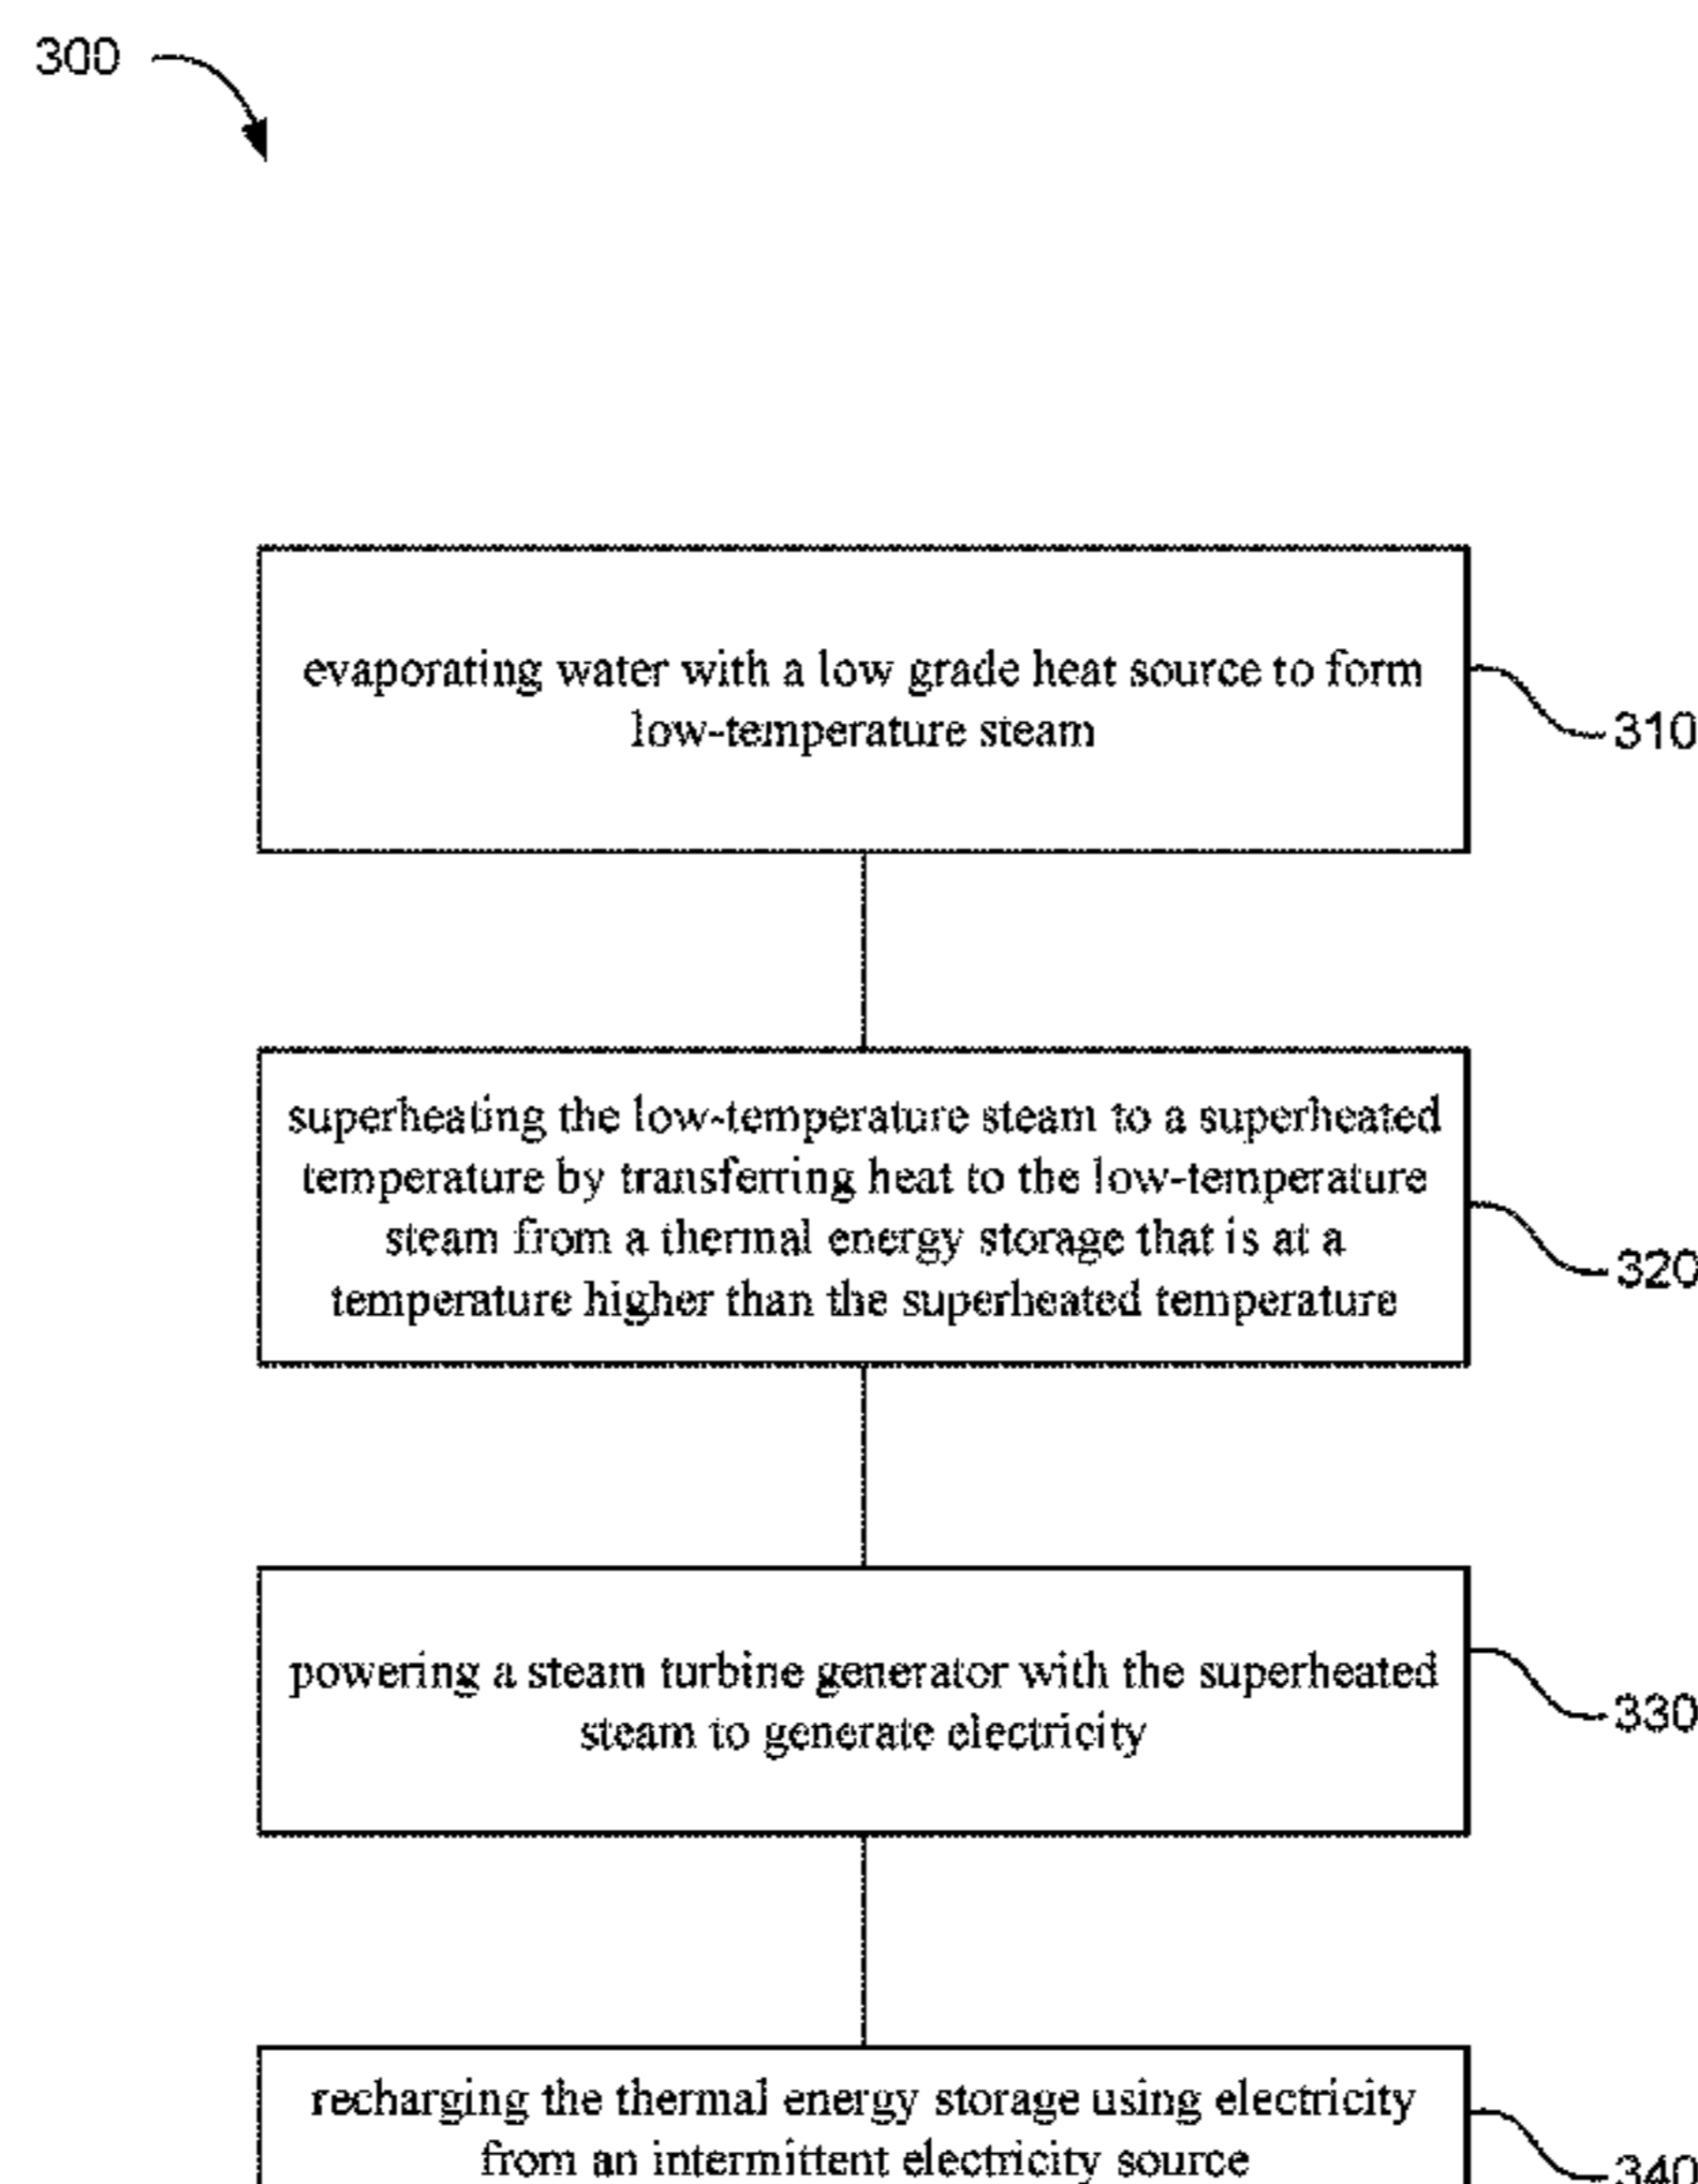 300
evaporating water with a low grade heat source to form
low-temperature steam
310
superheating the low-temperature steam to a superheated
temperature by transferring heat to the low-temperature
steam from a thermal energy storage that is at a
temperature higher than the superheated temperature
320
powering a steam turbine generator with the superheated
steam to generate electricity
330
recharging the thermal energy storage using electricity
from an intermittent electricity source
340